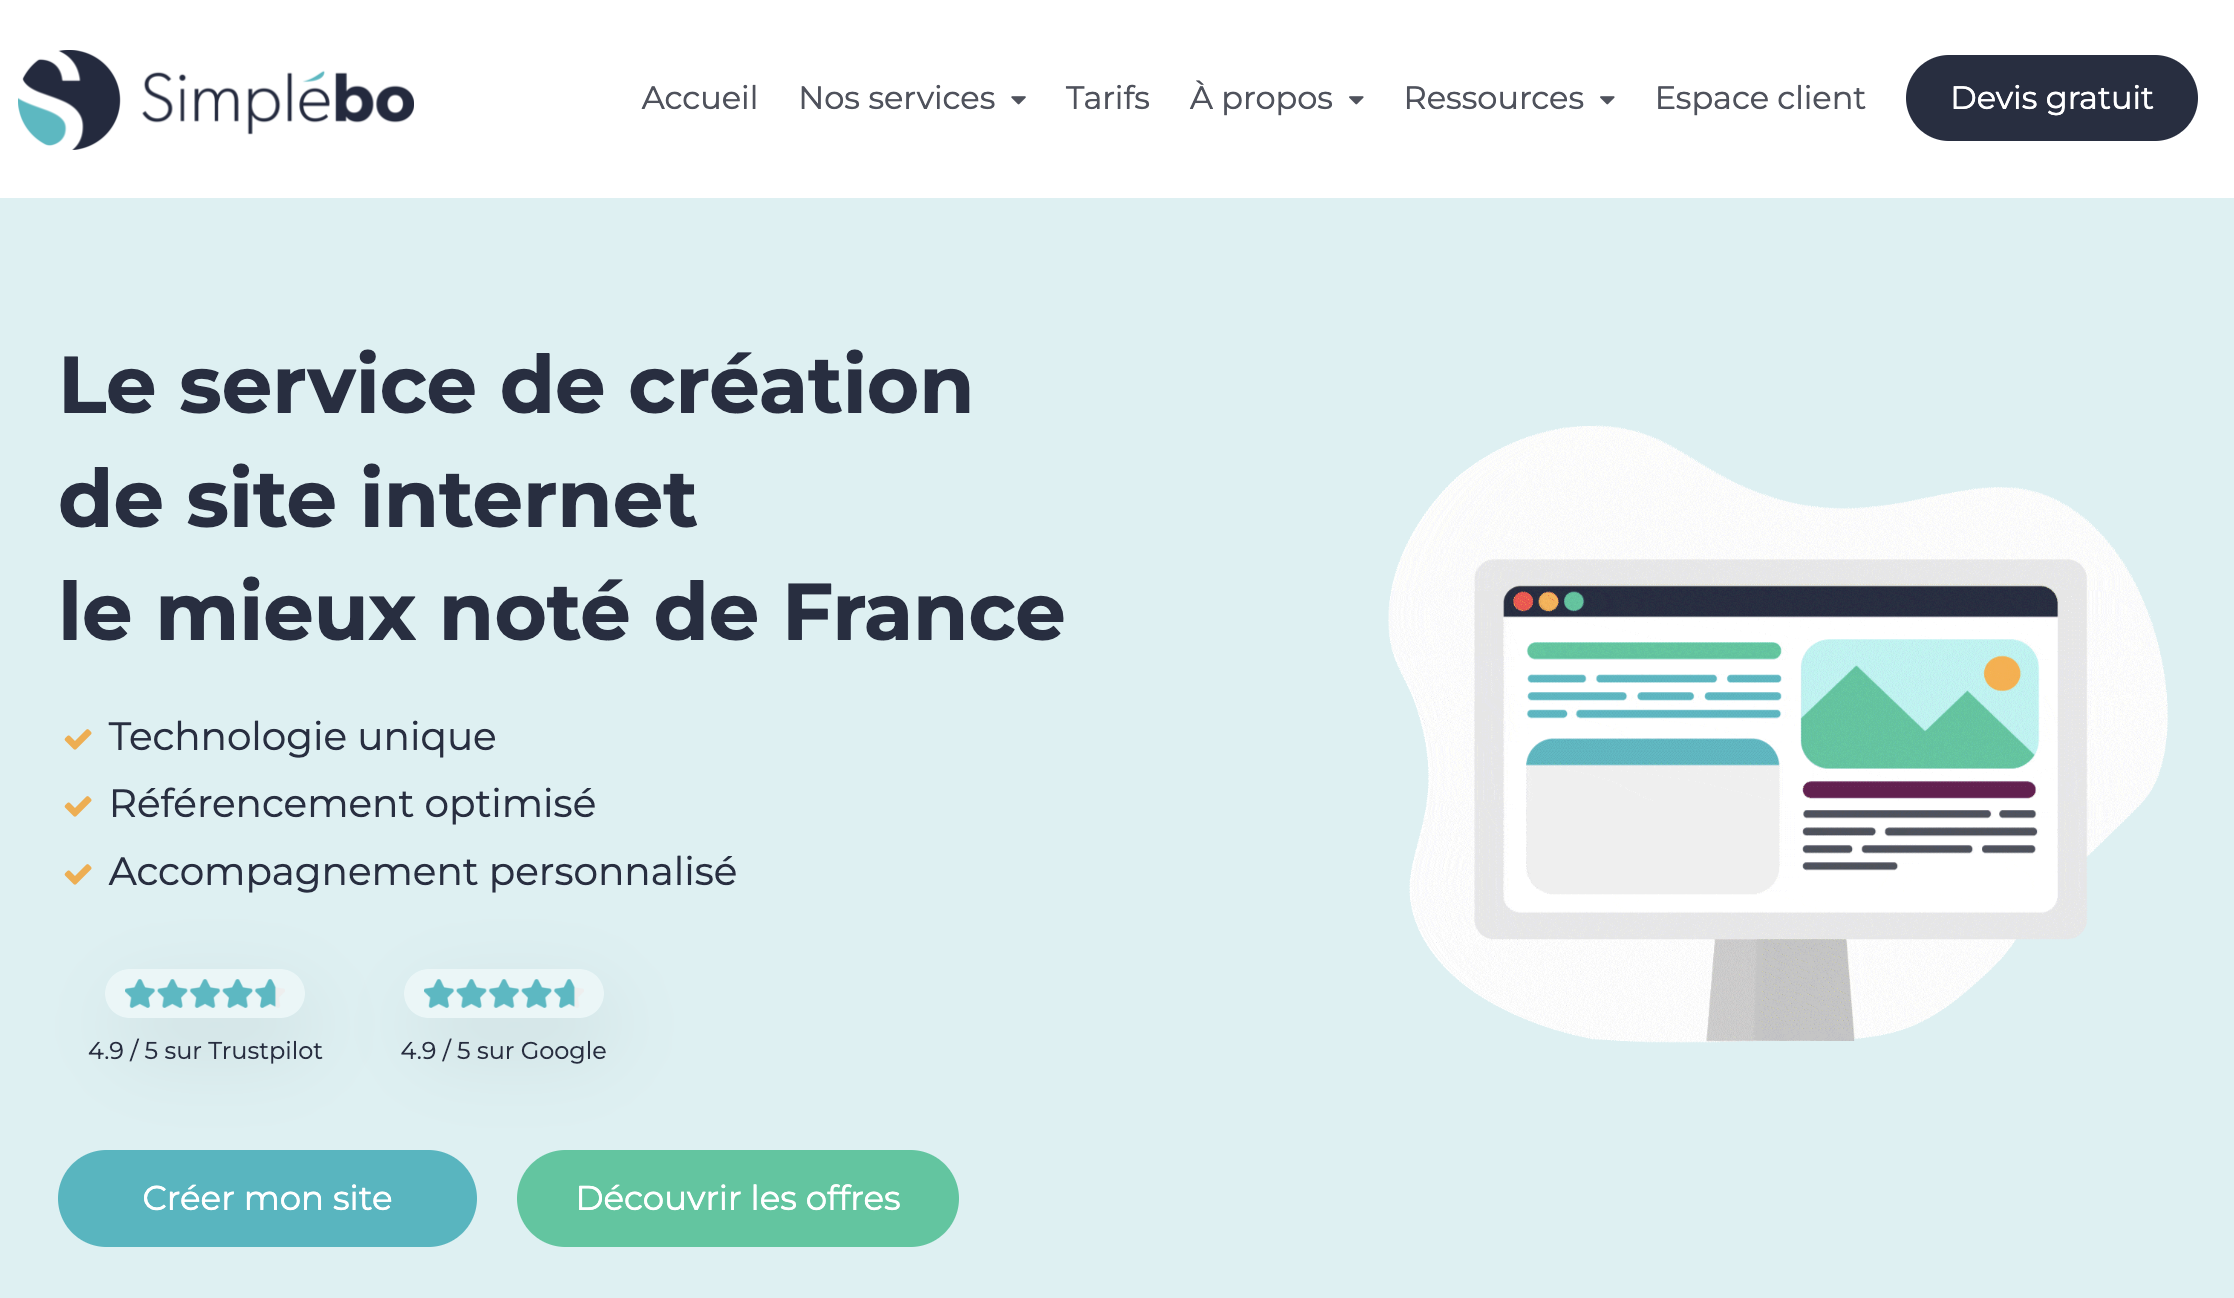 Simplébo
Accueil
Nos services
Tarifs
À propos
Ressources
Espace client
Devis gratuit
Le service de création
de site internet
le mieux noté de France
Technologie unique
Référencement optimisé
Accompagnement personnalisé
4.9 / 5 sur Trustpilot
4.9 / 5 sur Google
Créer mon site
Découvrir les offres